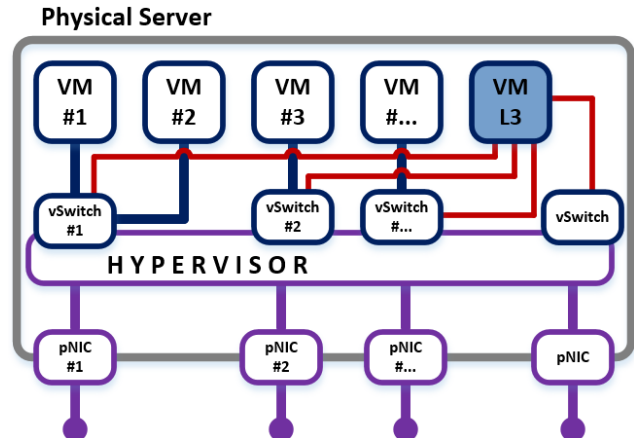 Physical Server
VM
#1
VM
#2
VM
#3
VM
#...
VM
L3
vSwitch
#1
vSwitch
#2
vSwitch
#...
vSwitch
HYPERVISOR
pNIC
#1
pNIC
#2
pNIC
#...
pNIC